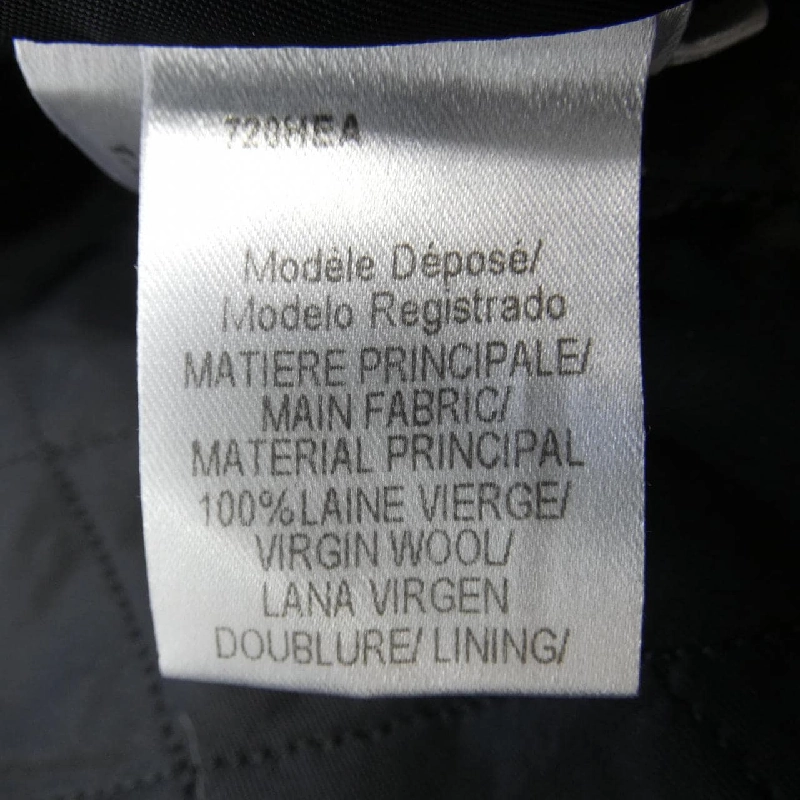 728HEA
Modèle Déposé/
Modelo Registrado
MATIERE PRINCIPALE/
MAIN FABRIC/
MATERIAL PRINCIPAL
100%LAINE VIERGE/
VIRGIN WOOL/
LANA VIRGEN
DOUBLURE/ LINING/